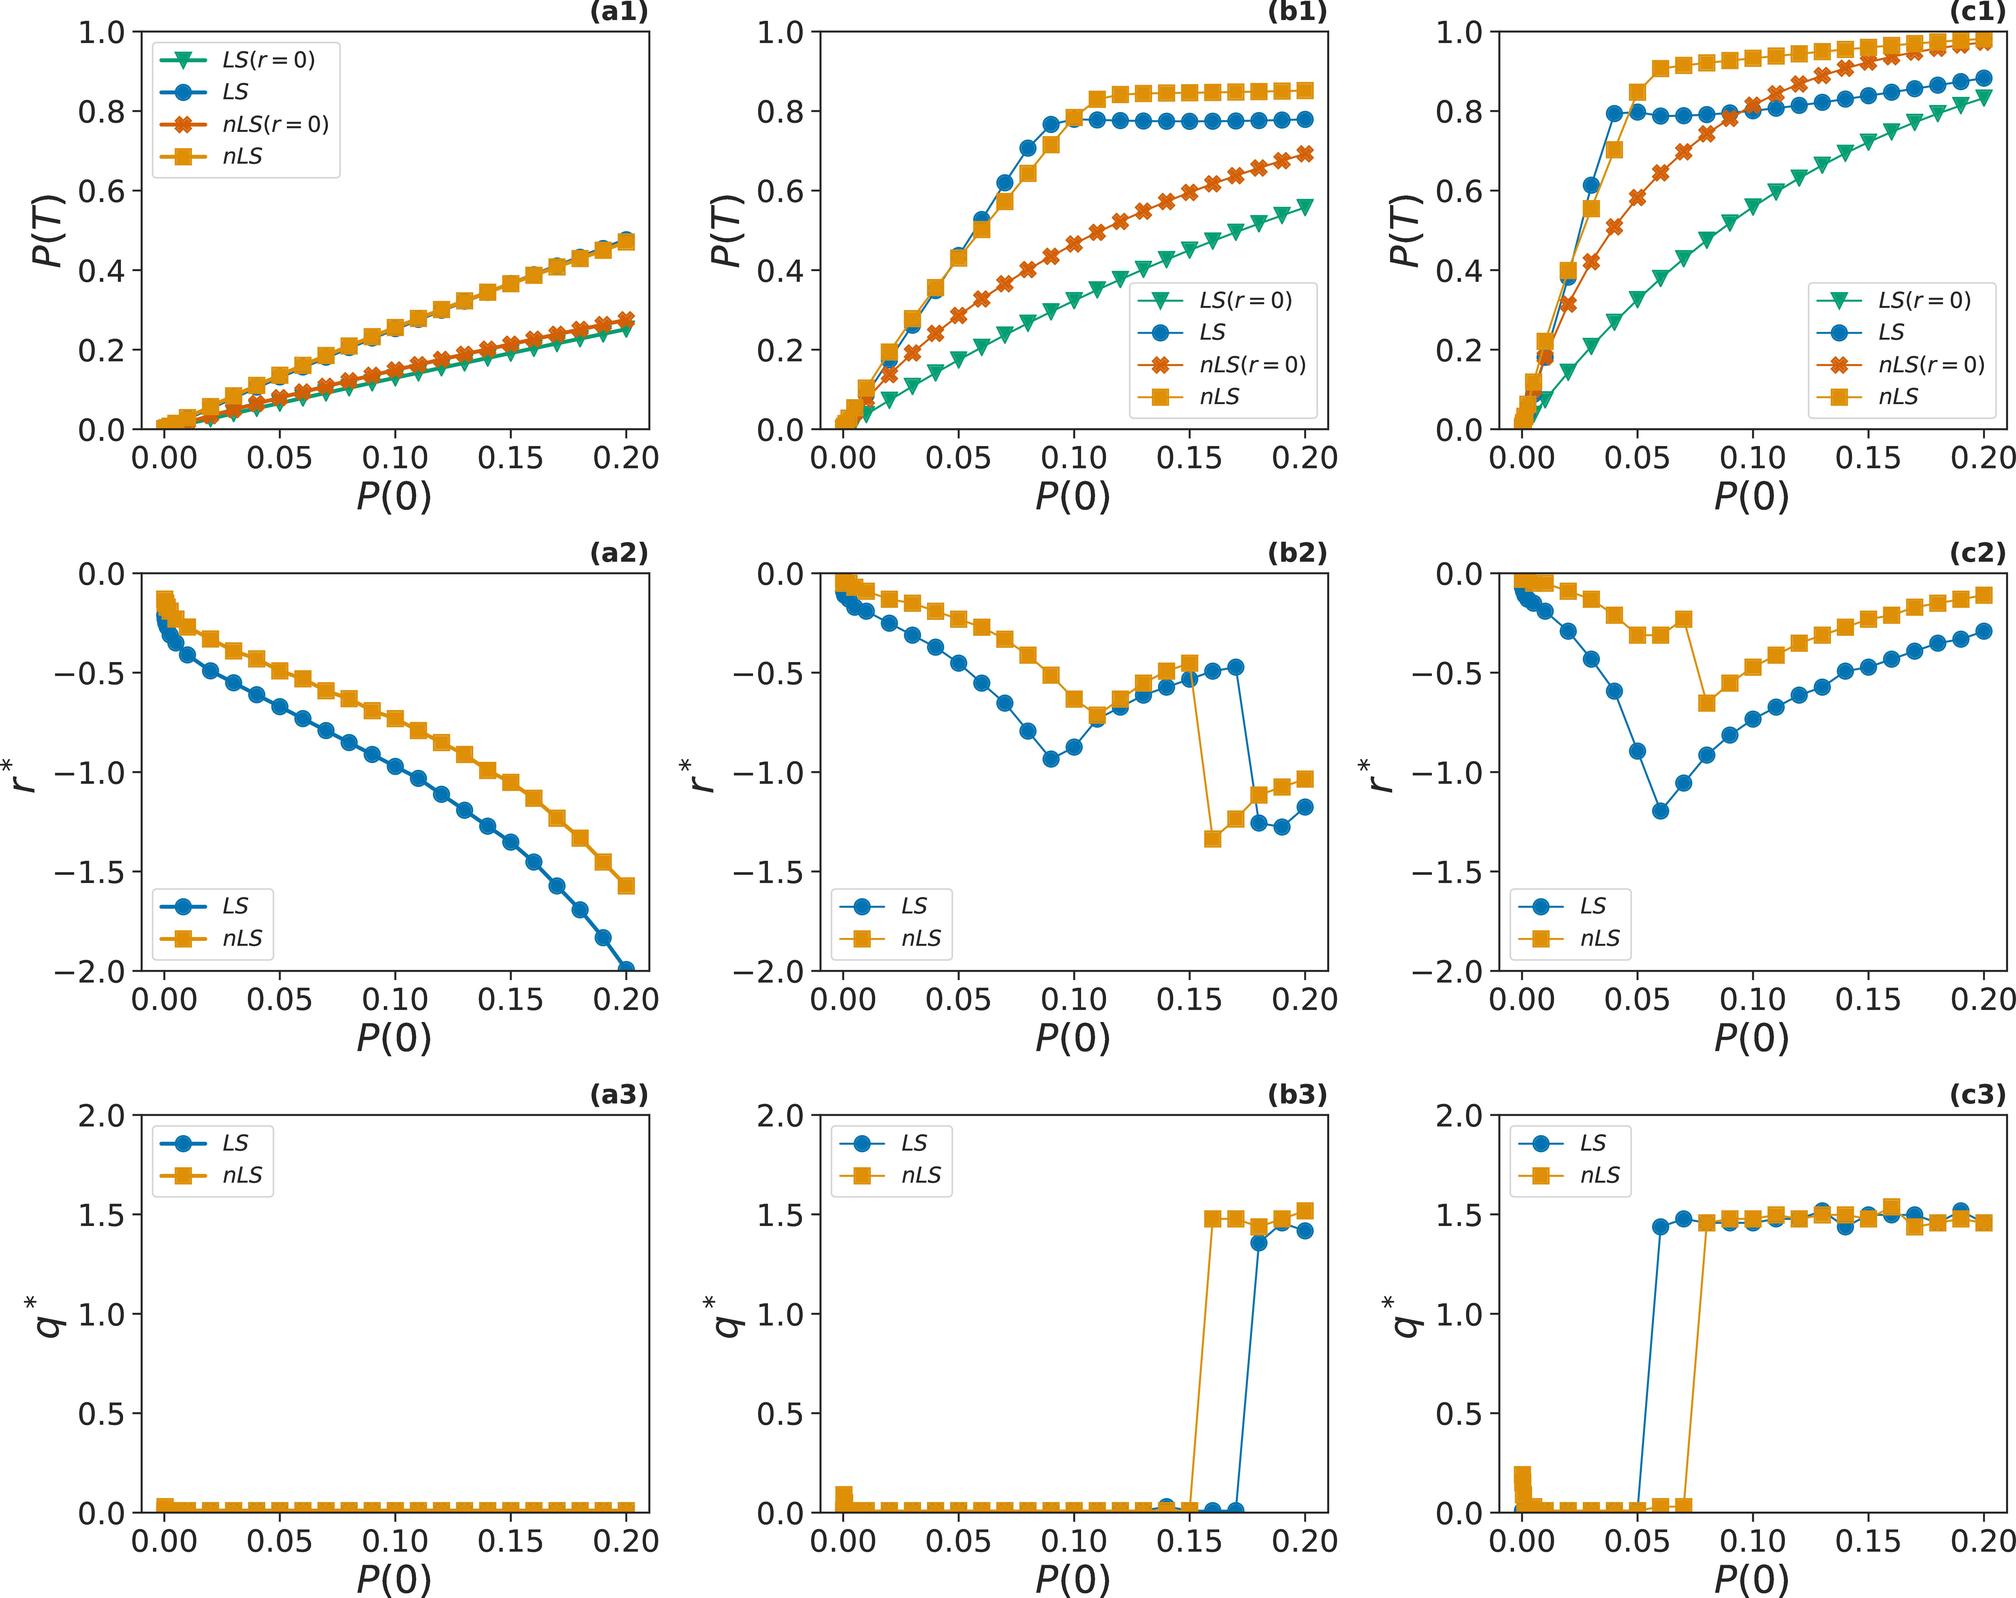 (a1)
1.0
0.8
0.6
0.4
0.2
0.0
P(T)
LS(r = 0)
LS
nLS(r = 0)
nLS
0.00 0.05 0.10 0.15 0.20
P(0)
(b1)
1.0
0.8
0.6
0.4
0.2
0.0
P(T)
LS(r = 0)
LS
nLS(r = 0)
nLS
0.00 0.05 0.10 0.15 0.20
P(0)
(c1)
1.0
0.8
0.6
0.4
0.2
0.0
P(T)
LS(r = 0)
LS
nLS(r = 0)
nLS
0.00 0.05 0.10 0.15 0.20
P(0)
(a2)
0.0
−0.5
−1.0
−1.5
−2.0
r*
LS
nLS
0.00 0.05 0.10 0.15 0.20
P(0)
(b2)
0.0
−0.5
−1.0
−1.5
−2.0
r*
LS
nLS
0.00 0.05 0.10 0.15 0.20
P(0)
(c2)
0.0
−0.5
−1.0
−1.5
−2.0
r*
LS
nLS
0.00 0.05 0.10 0.15 0.20
P(0)
(a3)
2.0
1.5
1.0
0.5
0.0
q*
LS
nLS
0.00 0.05 0.10 0.15 0.20
P(0)
(b3)
2.0
1.5
1.0
0.5
0.0
q*
LS
nLS
0.00 0.05 0.10 0.15 0.20
P(0)
(c3)
2.0
1.5
1.0
0.5
0.0
q*
LS
nLS
0.00 0.05 0.10 0.15 0.20
P(0)